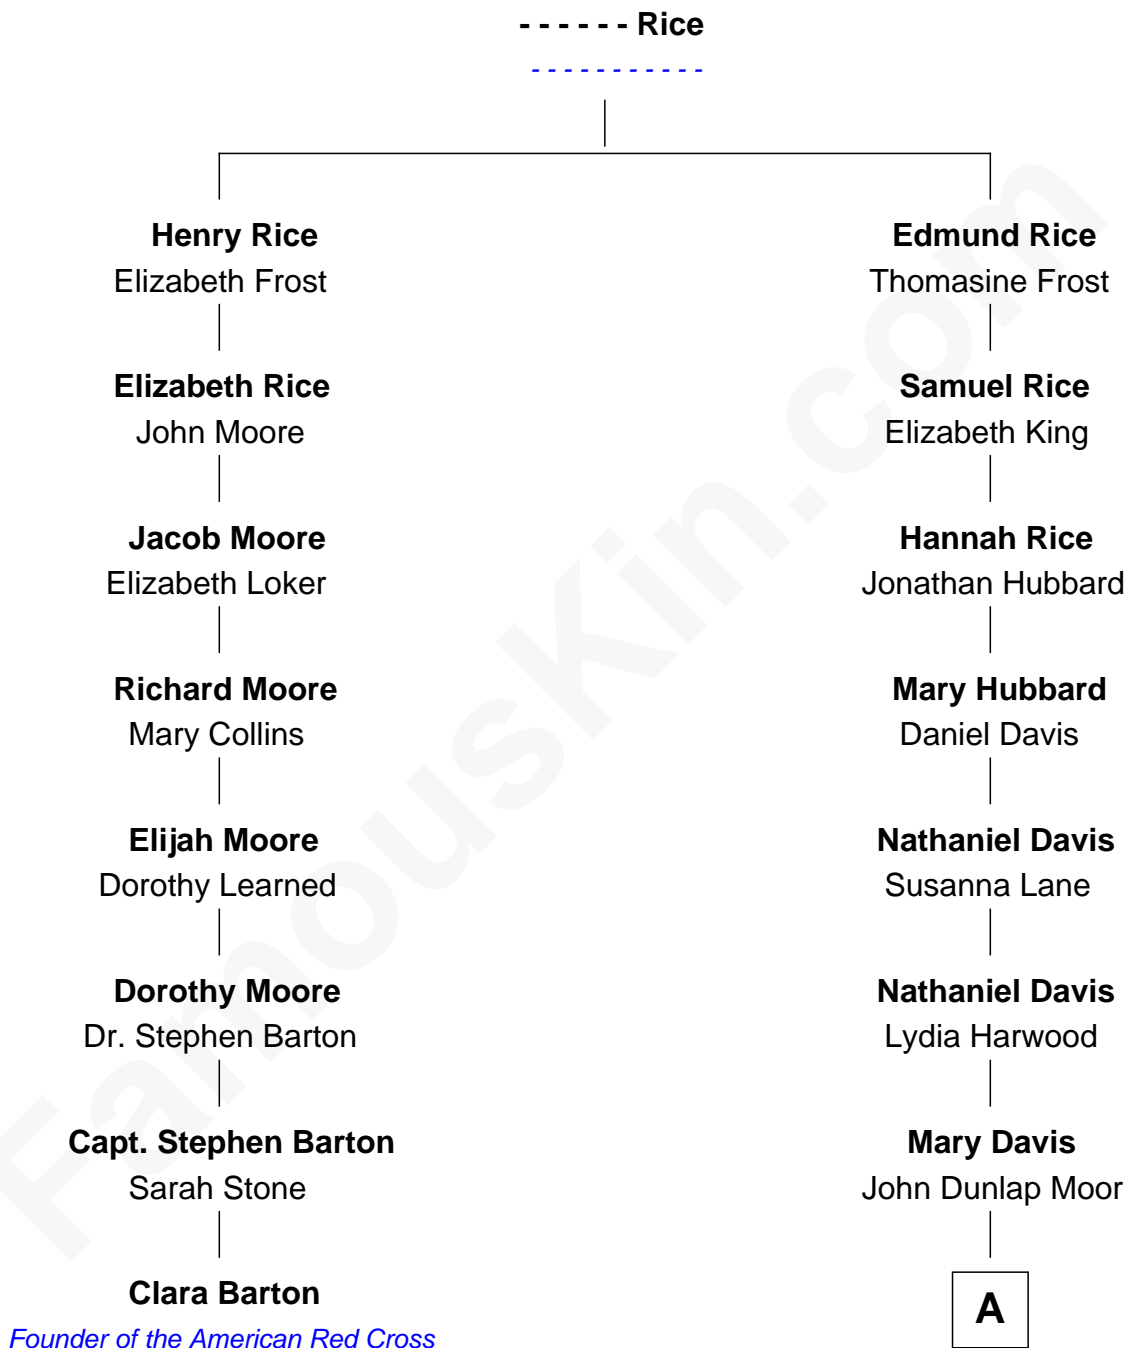 - - - - - - Rice
- - - - - - - - - - -
Henry Rice
Elizabeth Frost
Elizabeth Rice
John Moore
Jacob Moore
Elizabeth Loker
Richard Moore
Mary Collins
Elijah Moore
Dorothy Learned
Dorothy Moore
Dr. Stephen Barton
Capt. Stephen Barton
Sarah Stone
Clara Barton
Founder of the American Red Cross
Edmund Rice
Thomasine Frost
Samuel Rice
Elizabeth King
Hannah Rice
Jonathan Hubbard
Mary Hubbard
Daniel Davis
Nathaniel Davis
Susanna Lane
Nathaniel Davis
Lydia Harwood
Mary Davis
John Dunlap Moor
A
FamousKin.com